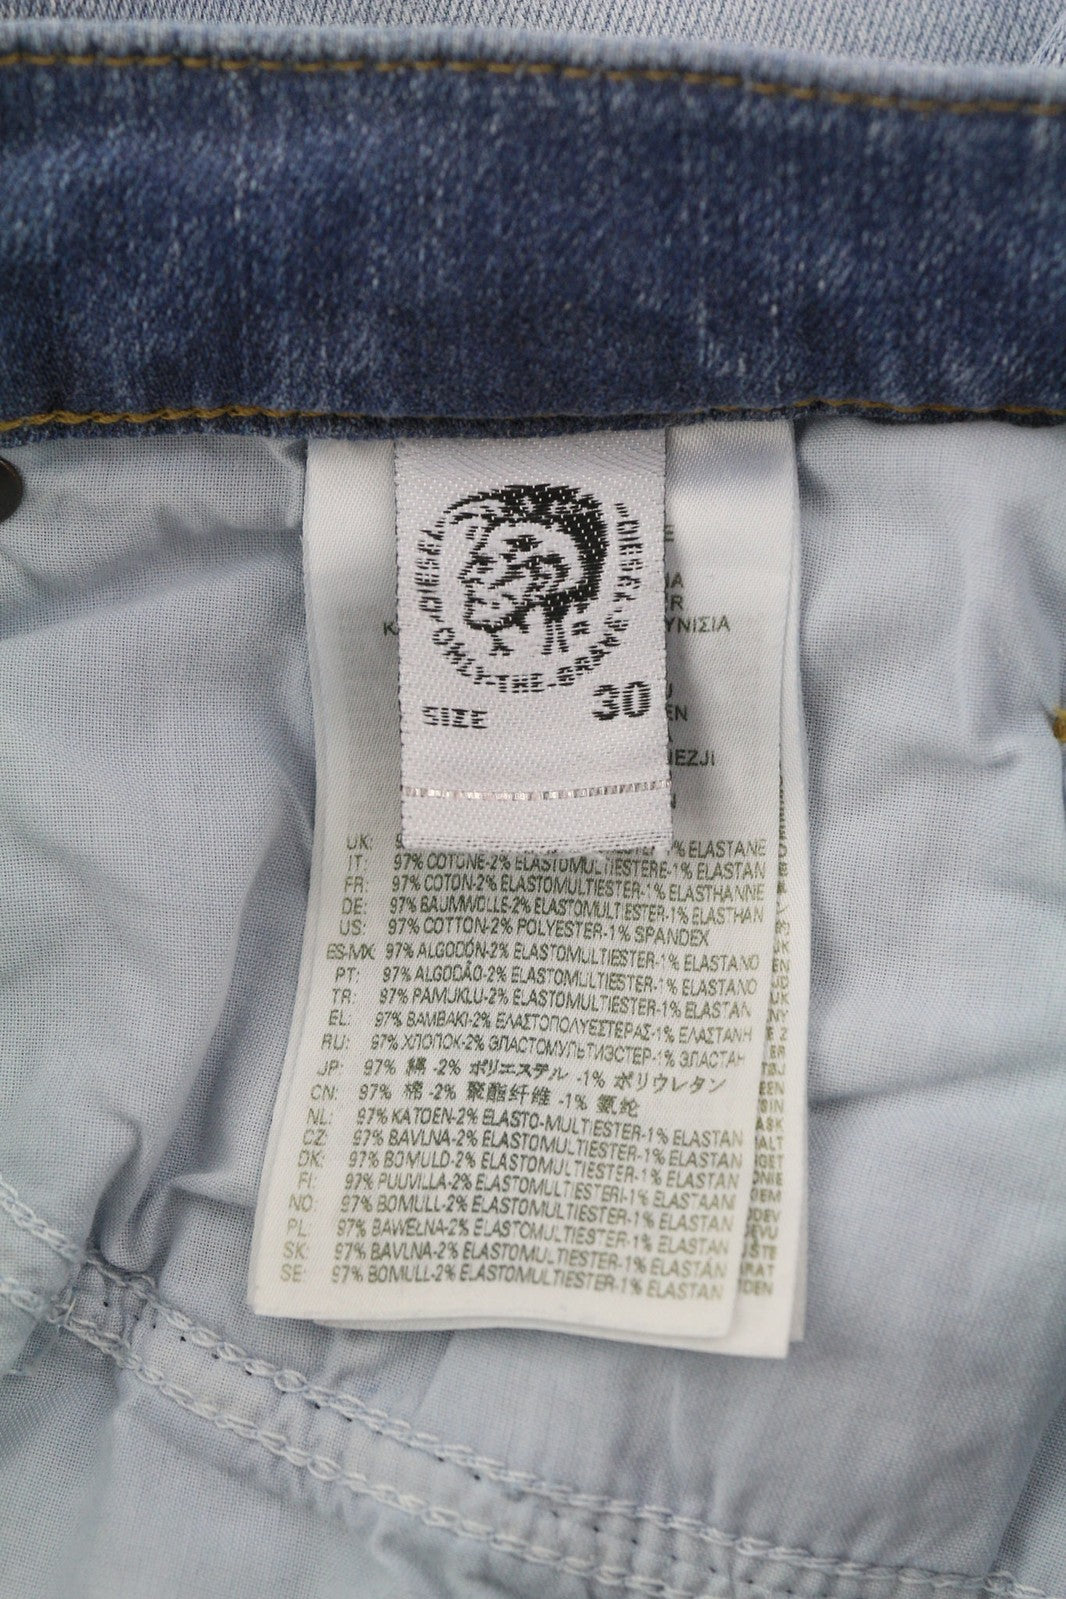 DIESEL
DIESEL
ONLY-THE-BRAVE
SIZE 30
ΥΝΙΣΙΑ
UK: % ELASTANE
IT: 97% COTONE-2% ELASTOMULTIESTERE-1% ELASTAN
FR: 97% COTON-2% ELASTOMULTIESTER-1% ELASTHANNE
DE: 97% BAUMWOLLE-2% ELASTOMULTIESTER-1% ELASTHAN
US: 97% COTTON-2% POLYESTER-1% SPANDEX
ES-MX: 97% ALGODÓN-2% ELASTOMULTIESTER-1% ELASTANO
PT: 97% ALGODÃO-2% ELASTOMULTIESTER-1% ELASTANO
TR: 97% PAMUKLU-2% ELASTOMULTIESTER-1% ELASTAN
EL: 97% ΒΑΜΒΑΚΙ-2% ΕΛΑΣΤΟΠΟΛΥΕΣΤΕΡΑΣ-1% ΕΛΑΣΤΑΝΗ
RU: 97% ХЛОПОК-2% ЭЛАСТОМУЛЬТИЭСТЕР-1% ЭЛАСТАН
JP: 97% 綿 -2% ポリエステル -1% ポリウレタン
CN: 97% 棉 -2% 聚酯纤维 -1% 氨纶
NL: 97% KATOEN-2% ELASTO-MULTIESTER-1% ELASTAN
CZ: 97% BAVLNA-2% ELASTOMULTIESTER-1% ELASTAN
DK: 97% BOMULD-2% ELASTOMULTIESTER-1% ELASTAN
FI: 97% PUUVILLA-2% ELASTOMULTIESTERI-1% ELASTAANI
NO: 97% BOMULL-2% ELASTOMULTIESTER-1% ELASTAN
PL: 97% BAWEŁNA-2% ELASTOMULTIESTER-1% ELASTAN
SK: 97% BAVLNA-2% ELASTOMULTIESTER-1% ELASTÁN
SE: 97% BOMULL-2% ELASTOMULTIESTER-1% ELASTAN